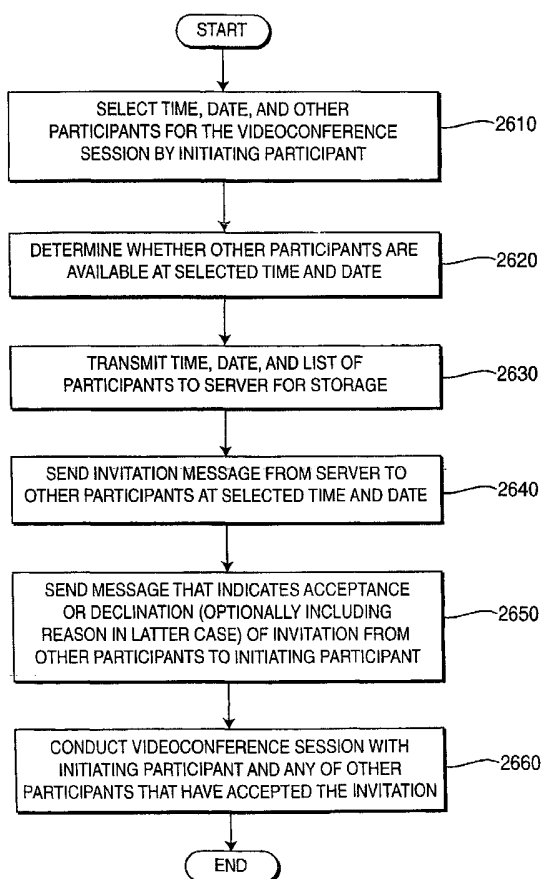 START
SELECT TIME, DATE, AND OTHER
PARTICIPANTS FOR THE VIDEOCONFERENCE
SESSION BY INITIATING PARTICIPANT
2610
DETERMINE WHETHER OTHER PARTICIPANTS ARE
AVAILABLE AT SELECTED TIME AND DATE
2620
TRANSMIT TIME, DATE, AND LIST OF
PARTICIPANTS TO SERVER FOR STORAGE
2630
SEND INVITATION MESSAGE FROM SERVER TO
OTHER PARTICIPANTS AT SELECTED TIME AND DATE
2640
SEND MESSAGE THAT INDICATES ACCEPTANCE
OR DECLINATION (OPTIONALLY INCLUDING
REASON IN LATTER CASE) OF INVITATION FROM
OTHER PARTICIPANTS TO INITIATING PARTICIPANT
2650
CONDUCT VIDEOCONFERENCE SESSION WITH
INITIATING PARTICIPANT AND ANY OF OTHER
PARTICIPANTS THAT HAVE ACCEPTED THE INVITATION
2660
END